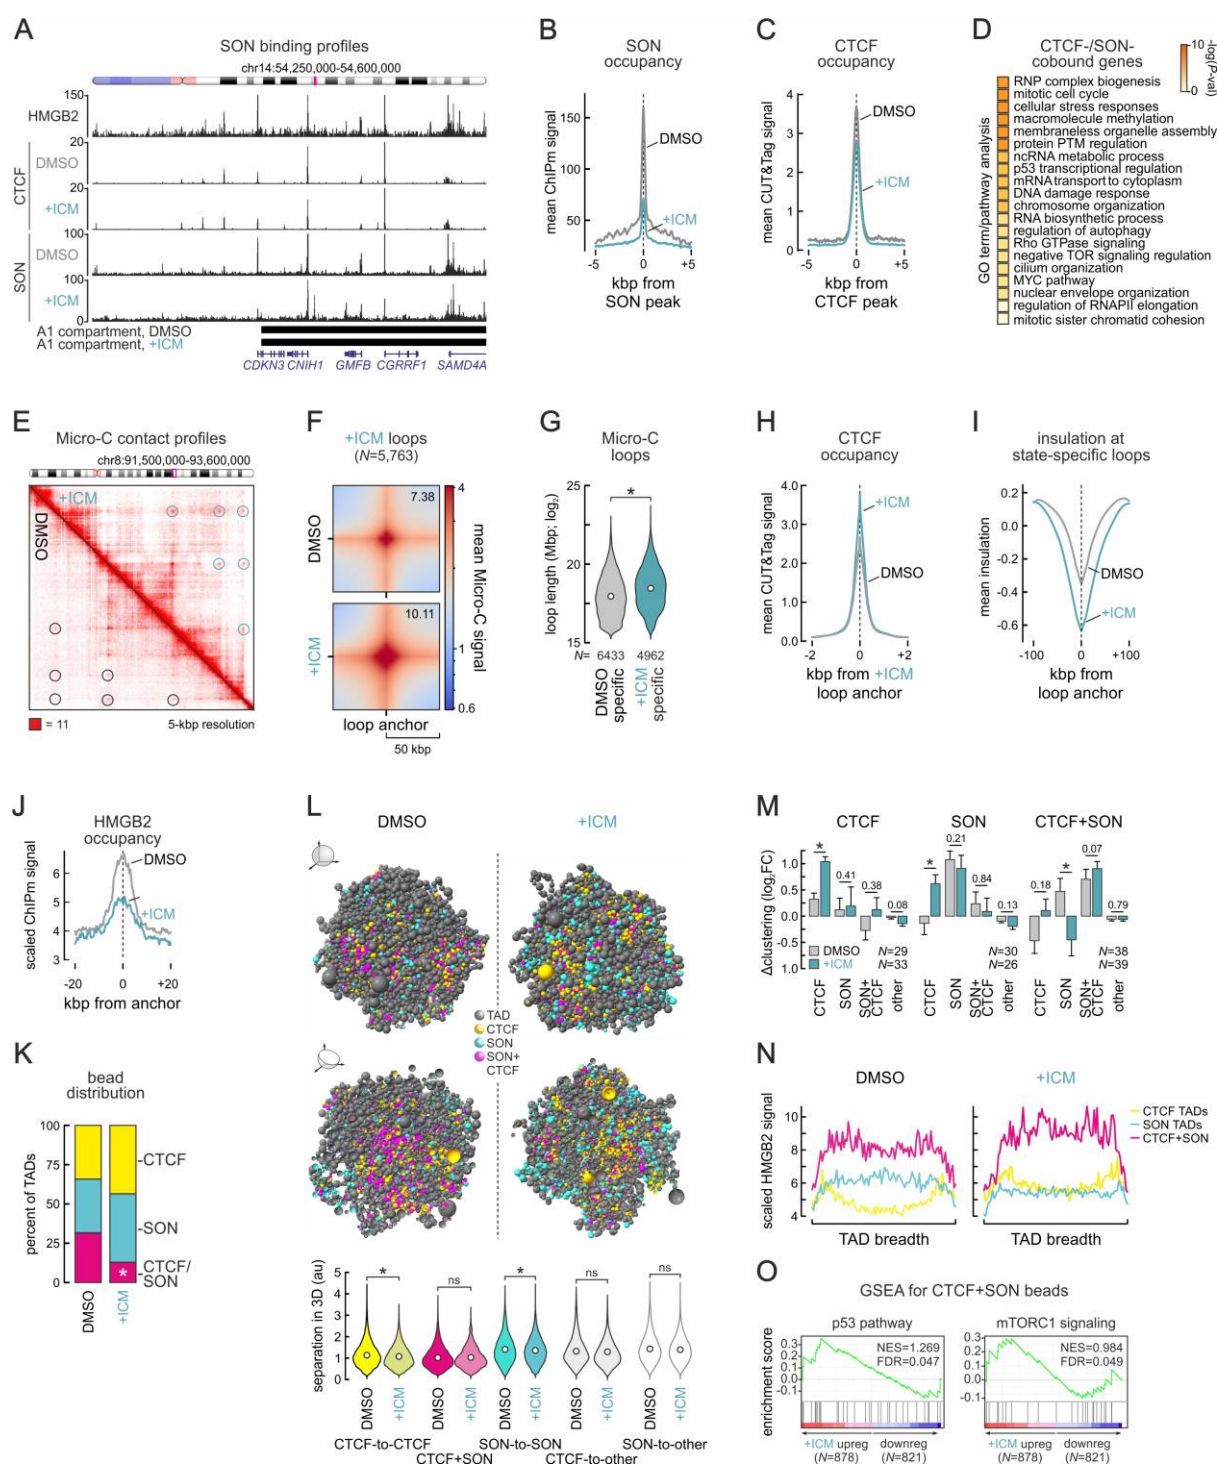 A
SON binding profiles
chr14:54,250,000-54,600,000
150
HMGB2
20
DMSO
CTCF
20
+ICM
100
DMSO
SON
100
+ICM
0
A1 compartment, DMSO
A1 compartment, +ICM
CDKN3 CNIH1 GMFB CGRRF1 SAMD4A
B
SON
occupancy
mean ChIPm signal
150
100
50
DMSO
+ICM
-5 0 +5
kbp from
SON peak
C
CTCF
occupancy
mean CUT&Tag signal
4
3
2
1
0
DMSO
+ICM
-5 0 +5
kbp from
CTCF peak
D
CTCF-/SON-
cobound genes
10
0
-log(P-val)
GO term/pathway analysis
RNP complex biogenesis
mitotic cell cycle
cellular stress responses
macromolecule methylation
membraneless organelle assembly
protein PTM regulation
ncRNA metabolic process
p53 transcriptional regulation
mRNA transport to cytoplasm
DNA damage response
chromosome organization
RNA biosynthetic process
regulation of autophagy
Rho GTPase signaling
negative TOR signaling regulation
cilium organization
MYC pathway
nuclear envelope organization
regulation of RNAPII elongation
mitotic sister chromatid cohesion
E
Micro-C contact profiles
chr8:91,500,000-93,600,000
+ICM
DMSO
= 11
5-kbp resolution
F
+ICM loops
(N=5,763)
DMSO
7.38
+ICM
10.11
4
1
0.6
mean Micro-C signal
loop anchor
50 kbp
G
Micro-C
loops
loop length (Mbp; log2)
25
20
15
*
N= 6433 4962
DMSO specific
+ICM specific
H
CTCF
occupancy
mean CUT&Tag signal
4.0
3.0
2.0
1.0
0.0
+ICM
DMSO
-2 0 +2
kbp from +ICM
loop anchor
I
insulation at
state-specific loops
mean insulation
0.2
0.0
-0.2
-0.4
-0.6
DMSO
+ICM
-100 0 +100
kbp from
loop anchor
J
HMGB2
occupancy
scaled ChIPm signal
6
5
4
3
DMSO
+ICM
-20 0 +20
kbp from anchor
K
bead
distribution
percent of TADs
100
75
50
25
0
CTCF
SON
CTCF/
SON
*
DMSO
+ICM
L
DMSO
+ICM
TAD
CTCF
SON
SON+
CTCF
separation in 3D (au)
5
4
3
2
1
0
* ns * ns ns
DMSO +ICM DMSO +ICM DMSO +ICM DMSO +ICM DMSO +ICM
CTCF-to-CTCF SON-to-SON SON-to-other
CTCF+SON CTCF-to-other
M
CTCF SON CTCF+SON
Δclustering (log2FC)
1.0
0.5
0.0
-0.5
1.0
* 0.41 0.38 0.08
* 0.21 0.84 0.13
0.18 * 0.07 0.79
DMSO
+ICM
N=29
N=33
N=30
N=26
N=38
N=39
CTCF SON SON+CTCF other
CTCF SON SON+CTCF other
CTCF SON SON+CTCF other
N
DMSO
+ICM
scaled HMGB2 signal
10
8
6
4
CTCF TADs
SON TADs
CTCF+SON
TAD breadth
TAD breadth
O
GSEA for CTCF+SON beads
p53 pathway
mTORC1 signaling
enrichment score
0.3
0.2
0.1
0.0
-0.1
NES=1.269
FDR=0.047
0.3
0.2
0.1
0.0
-0.1
NES=0.984
FDR=0.049
+ICM upreg downreg
(N=878) (N=821)
+ICM upreg downreg
(N=878) (N=821)